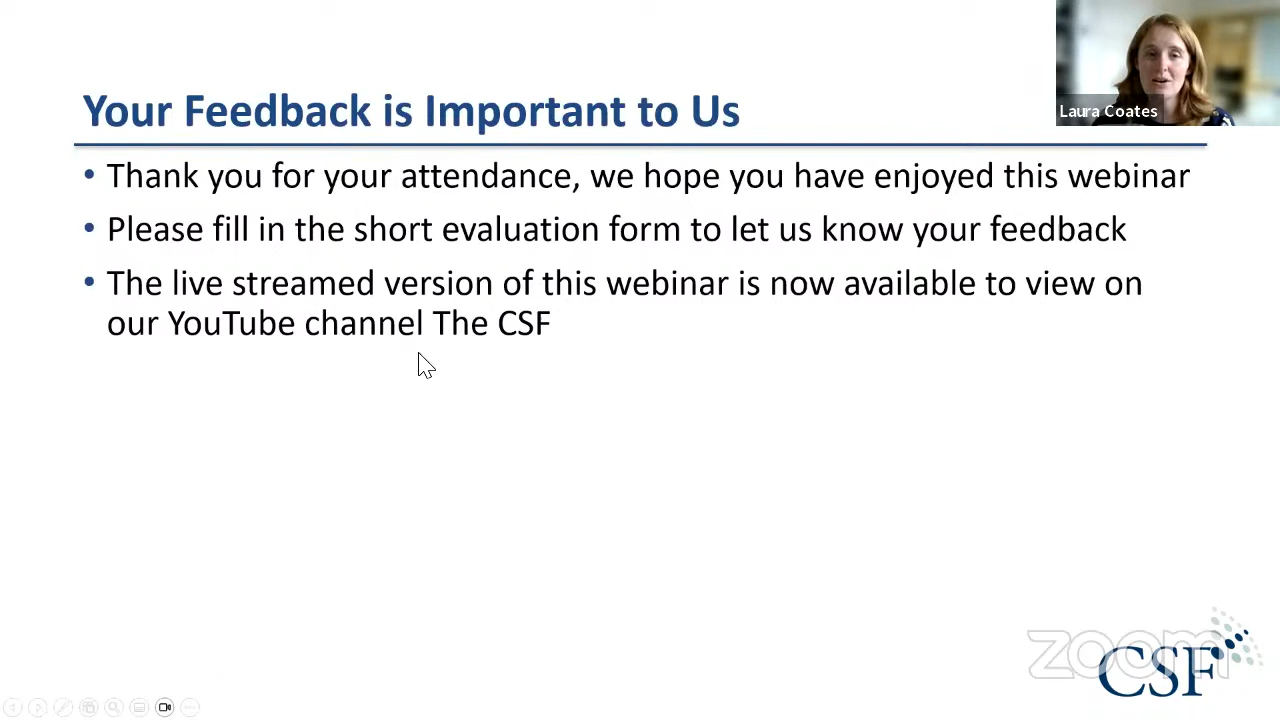 Laura Coates
Your Feedback is Important to Us
• Thank you for your attendance, we hope you have enjoyed this webinar
• Please fill in the short evaluation form to let us know your feedback
• The live streamed version of this webinar is now available to view on
our YouTube channel The CSF
zoom
CSF